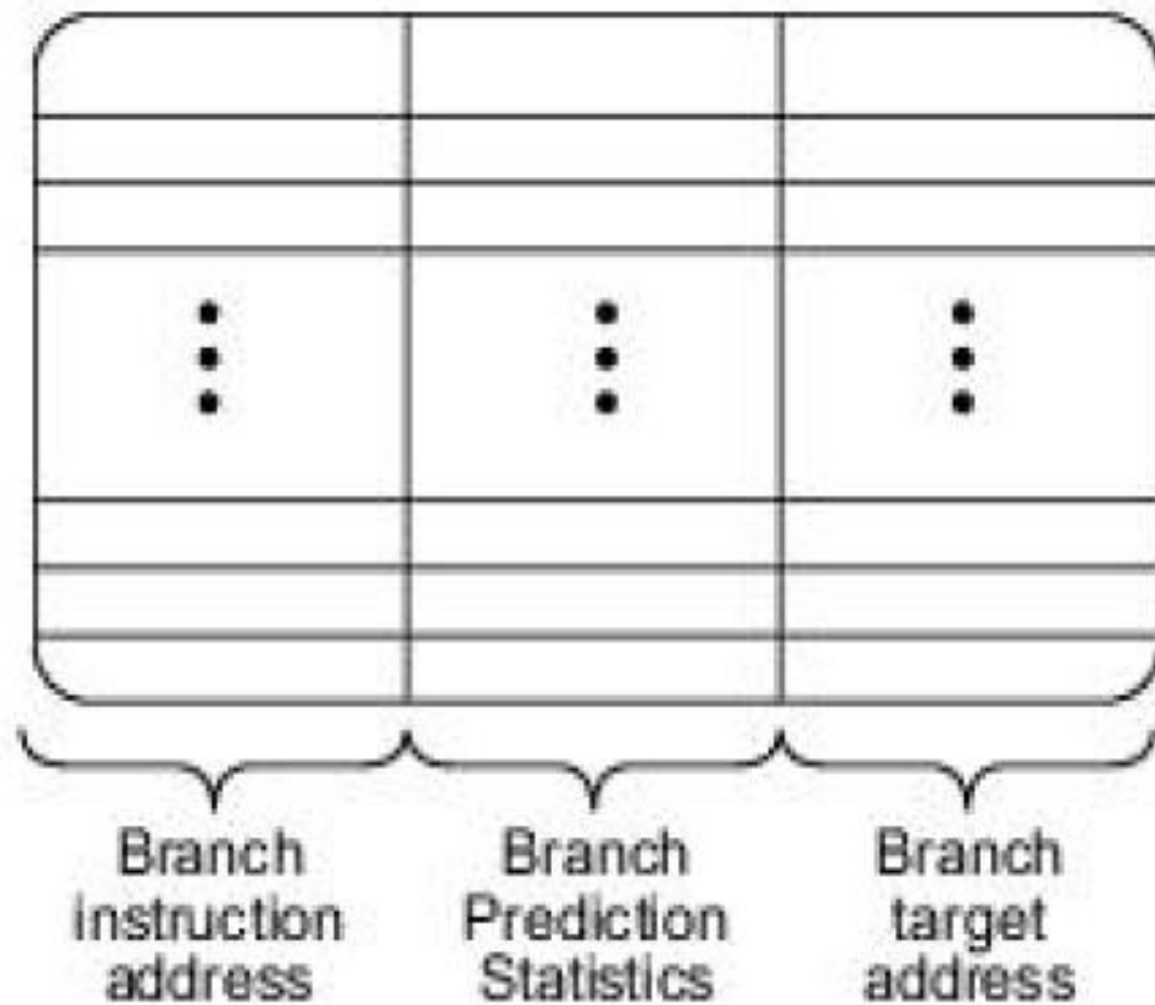 Branch
instruction
address
Branch
Prediction
Statistics
Branch
target
address